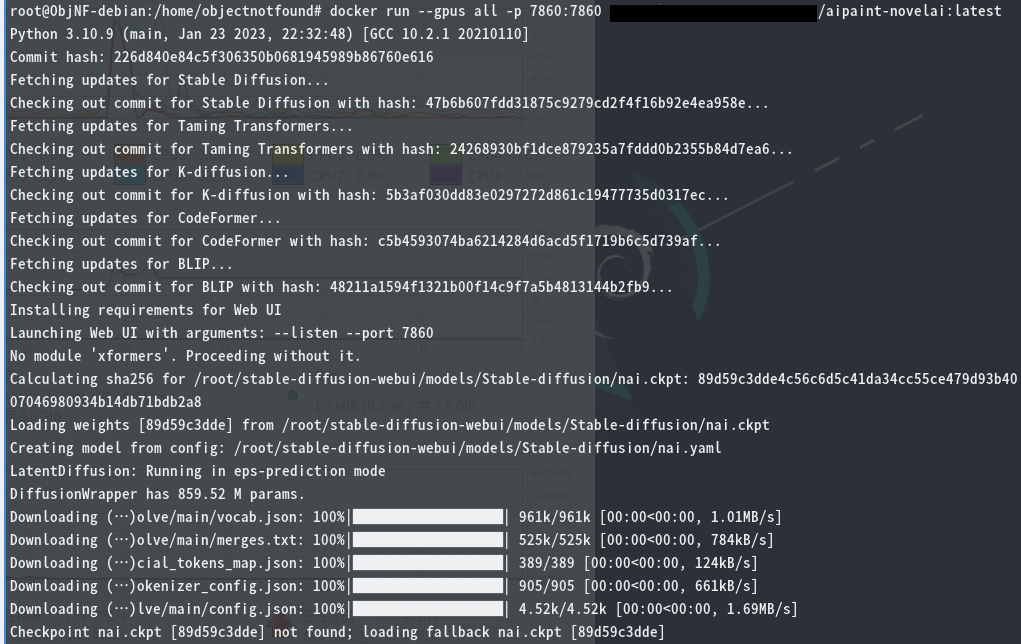 root@ObjNF-debian:/home/objectnotfound# docker run --gpus all -p 7860:7860 /aipaint-novelai:latest
Python 3.10.9 (main, Jan 23 2023, 22:32:48) [GCC 10.2.1 20210110]
Commit hash: 226d840e84c5f306350b0681945989b86760e616
Fetching updates for Stable Diffusion...
Checking out commit for Stable Diffusion with hash: 47b6b607fdd31875c9279cd2f4f16b92e4ea958e...
Fetching updates for Taming Transformers...
Checking out commit for Taming Transformers with hash: 24268930bf1dce879235a7fddd0b2355b84d7ea6...
Fetching updates for K-diffusion...
Checking out commit for K-diffusion with hash: 5b3af030dd83e0297272d861c19477735d0317ec...
Fetching updates for CodeFormer...
Checking out commit for CodeFormer with hash: c5b4593074ba6214284d6acd5f1719b6c5d739af...
Fetching updates for BLIP...
Checking out commit for BLIP with hash: 48211a1594f1321b00f14c9f7a5b4813144b2fb9...
Installing requirements for Web UI
Launching Web UI with arguments: --listen --port 7860
No module 'xformers'. Proceeding without it.
Calculating sha256 for /root/stable-diffusion-webui/models/Stable-diffusion/nai.ckpt: 89d59c3dde4c56c6d5c41da34cc55ce479d93b40
07046980934b14db71bdb2a8
Loading weights [89d59c3dde] from /root/stable-diffusion-webui/models/Stable-diffusion/nai.ckpt
Creating model from config: /root/stable-diffusion-webui/models/Stable-diffusion/nai.yaml
LatentDiffusion: Running in eps-prediction mode
DiffusionWrapper has 859.52 M params.
Downloading (…)olve/main/vocab.json: 100%| | 961k/961k [00:00<00:00, 1.01MB/s]
Downloading (…)olve/main/merges.txt: 100%| | 525k/525k [00:00<00:00, 784kB/s]
Downloading (…)cial_tokens_map.json: 100%| | 389/389 [00:00<00:00, 124kB/s]
Downloading (…)okenizer_config.json: 100%| | 905/905 [00:00<00:00, 661kB/s]
Downloading (…)lve/main/config.json: 100%| | 4.52k/4.52k [00:00<00:00, 1.69MB/s]
Checkpoint nai.ckpt [89d59c3dde] not found; loading fallback nai.ckpt [89d59c3dde]